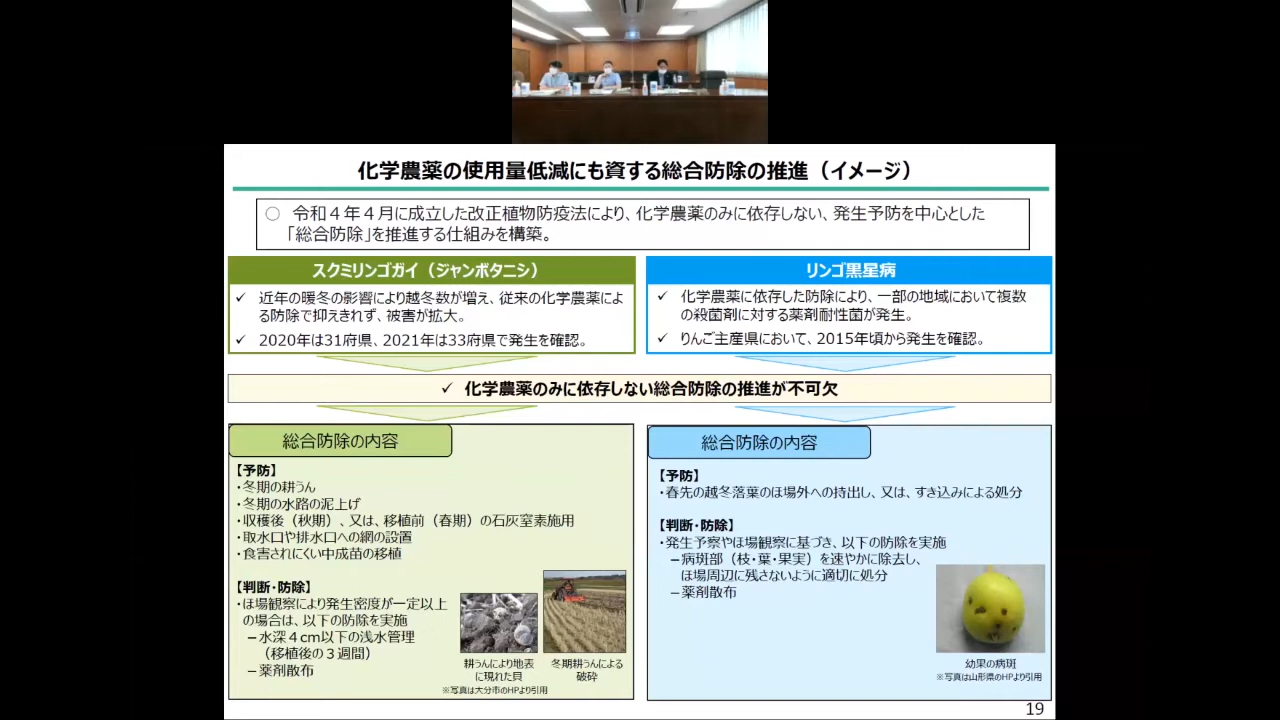 化学農薬の使用量低減にも資する総合防除の推進（イメージ）
○ 令和４年４月に成立した改正植物防疫法により、化学農薬のみに依存しない、発生予防を中心とした
「総合防除」を推進する仕組みを構築。
スクミリンゴガイ（ジャンボタニシ）
✓ 近年の暖冬の影響により越冬数が増え、従来の化学農薬によ
る防除で抑えきれず、被害が拡大。
✓ 2020年は31府県、2021年は33府県で発生を確認。
リンゴ黒星病
✓ 化学農薬に依存した防除により、一部の地域において複数
の殺菌剤に対する薬剤耐性菌が発生。
✓ りんご主産県において、2015年頃から発生を確認。
✓ 化学農薬のみに依存しない総合防除の推進が不可欠
総合防除の内容
【予防】
・冬期の耕うん
・冬期の水路の泥上げ
・収穫後（秋期）、又は、移植前（春期）の石灰窒素施用
・取水口や排水口への網の設置
・食害されにくい中成苗の移植
【判断・防除】
・ほ場観察により発生密度が一定以上
の場合は、以下の防除を実施
－水深４cm以下の浅水管理
（移植後の３週間）
－薬剤散布
耕うんにより地表
に現れた貝
冬期耕うんによる
破砕
※写真は大分市のHPより引用
総合防除の内容
【予防】
・春先の越冬落葉のほ場外への持出し、又は、すき込みによる処分
【判断・防除】
・発生予察やほ場観察に基づき、以下の防除を実施
－病斑部（枝・葉・果実）を速やかに除去し、
ほ場周辺に残さないように適切に処分
－薬剤散布
幼果の病斑
※写真は山形県のHPより引用
19